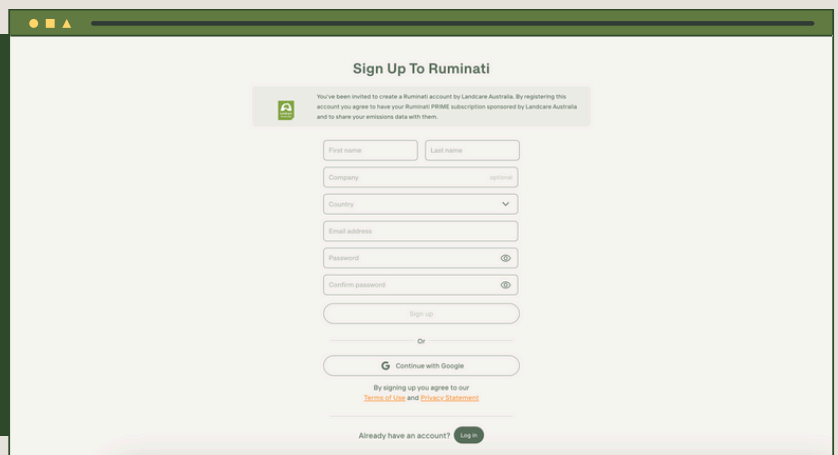 Sign Up To Ruminati
You've been invited to create a Ruminati account by Landcare Australia. By registering this
account you agree to have your Ruminati PRIME subscription sponsored by Landcare Australia
and to share your emissions data with them.
First name
Last name
Company
optional
Country
Email address
Password
Confirm password
Sign up
Or
Continue with Google
By signing up you agree to our
Terms of Use and Privacy Statement
Already have an account? Log in